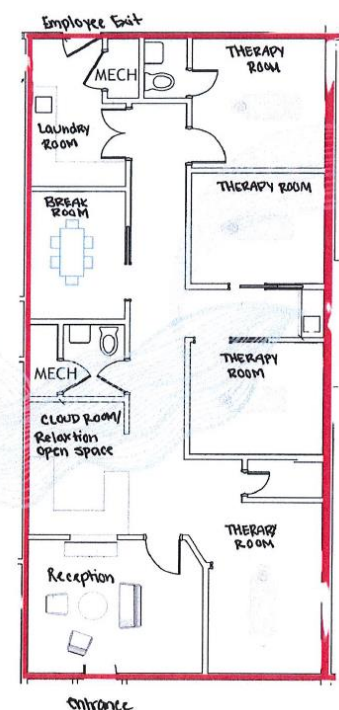 Employee Exit
MECH
THERAPY
ROOM
LAUNDRY
ROOM
THERAPY ROOM
BREAK
ROOM
THERAPY
ROOM
MECH
CLOUD ROOM/
Relaxtion
Open space
THERAPY
ROOM
Reception
Entrance